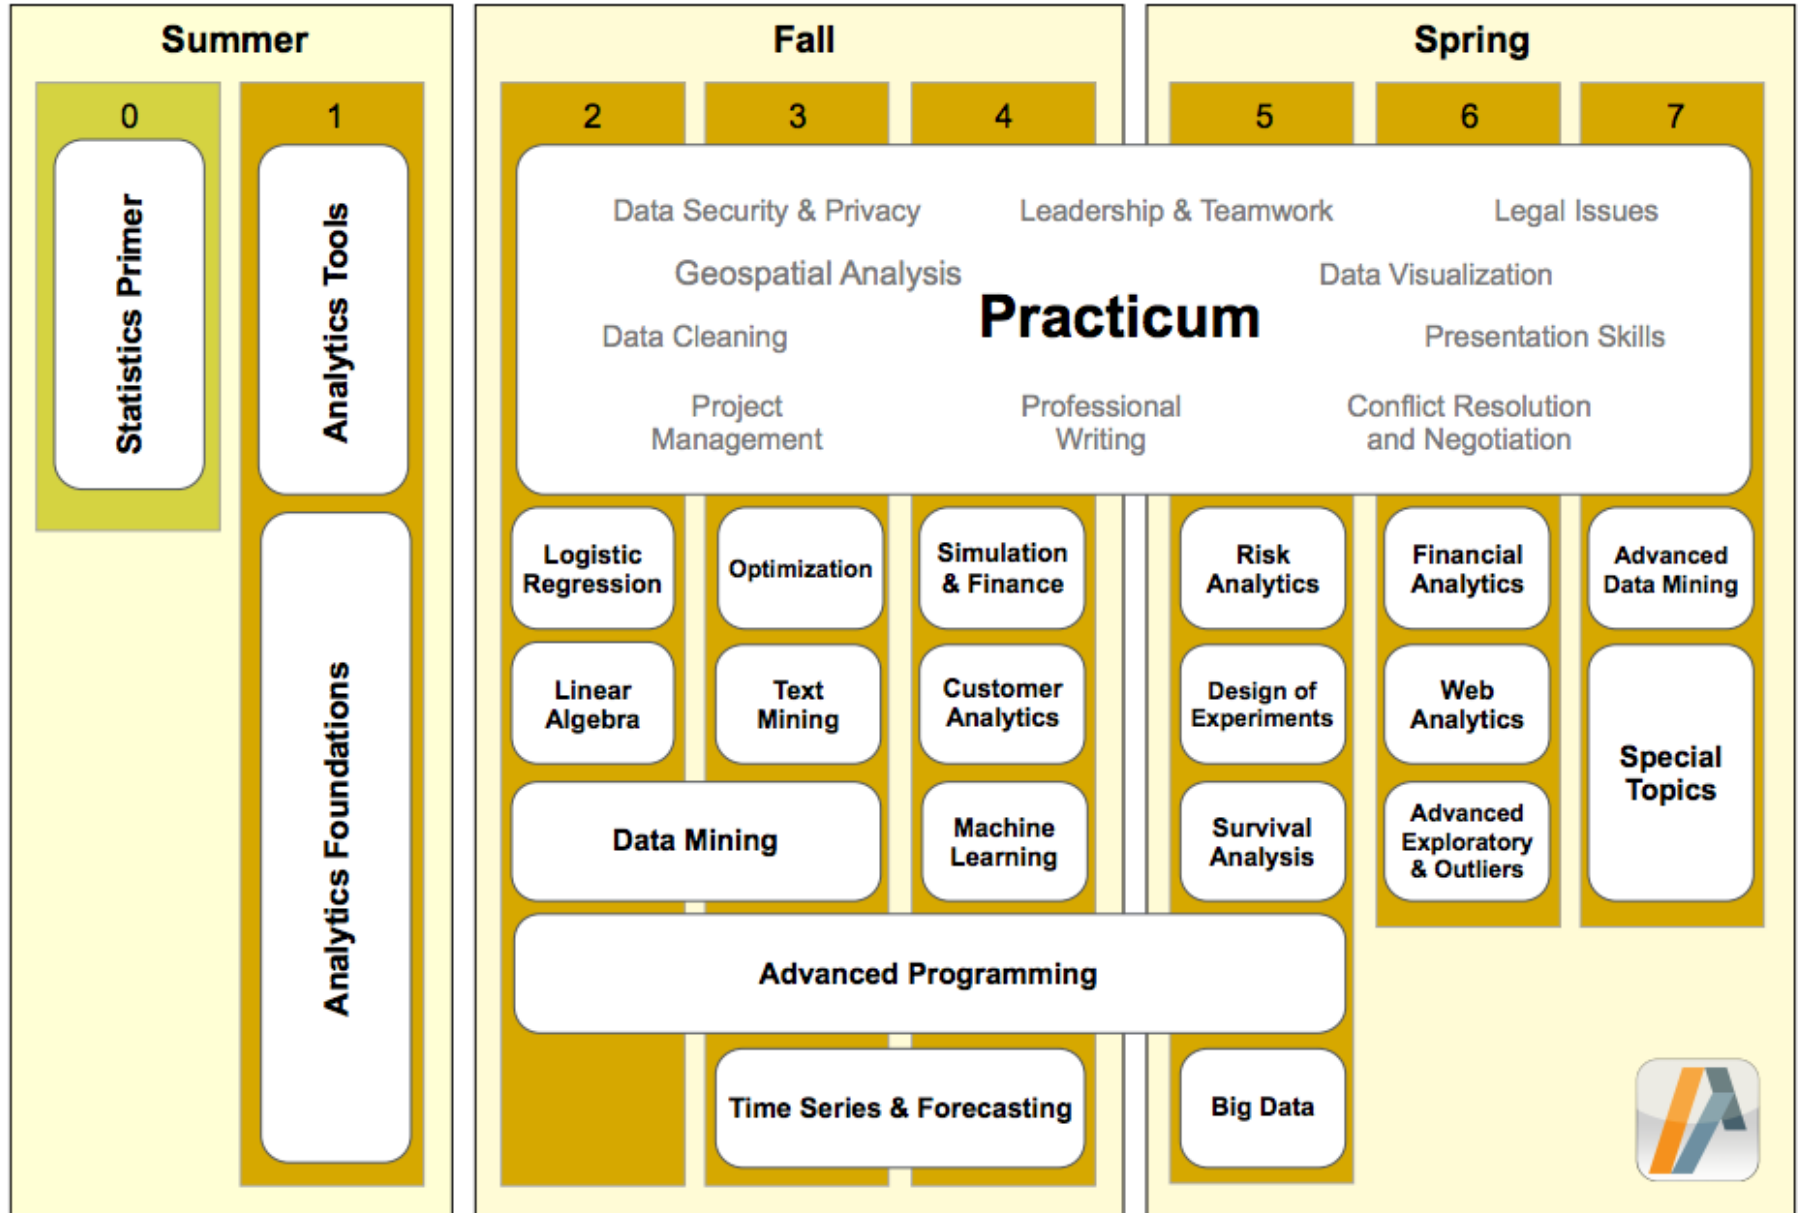 Summer
Fall
Spring
0
1
2
3
4
5
6
7
Statistics Primer
Analytics Tools
Analytics Foundations
Data Security & Privacy
Leadership & Teamwork
Legal Issues
Geospatial Analysis
Data Visualization
Practicum
Data Cleaning
Presentation Skills
Project
Management
Professional
Writing
Conflict Resolution
and Negotiation
Logistic
Regression
Optimization
Simulation
& Finance
Risk
Analytics
Financial
Analytics
Advanced
Data Mining
Linear
Algebra
Text
Mining
Customer
Analytics
Design of
Experiments
Web
Analytics
Special
Topics
Data Mining
Machine
Learning
Survival
Analysis
Advanced
Exploratory
& Outliers
Advanced Programming
Time Series & Forecasting
Big Data